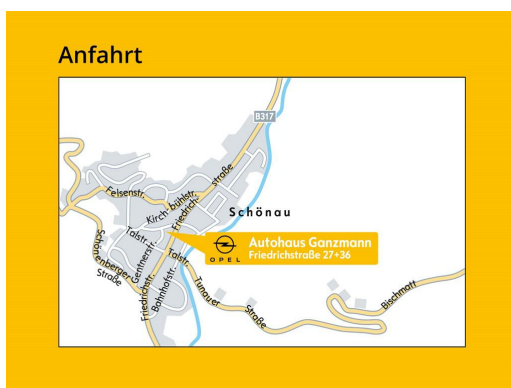 Anfahrt
B317
Felsenstr.
Kirch-bühlstr.
Friedrich-
straße
Schönau
Talstr.
Gentnerstr.
Schönenberger
Straße
OPEL
Autohaus Ganzmann
Friedrichstraße 27+36
Talstr.
Friedrichstr.
Bahnhofstr.
Tunauer
Straße
Bischmatt